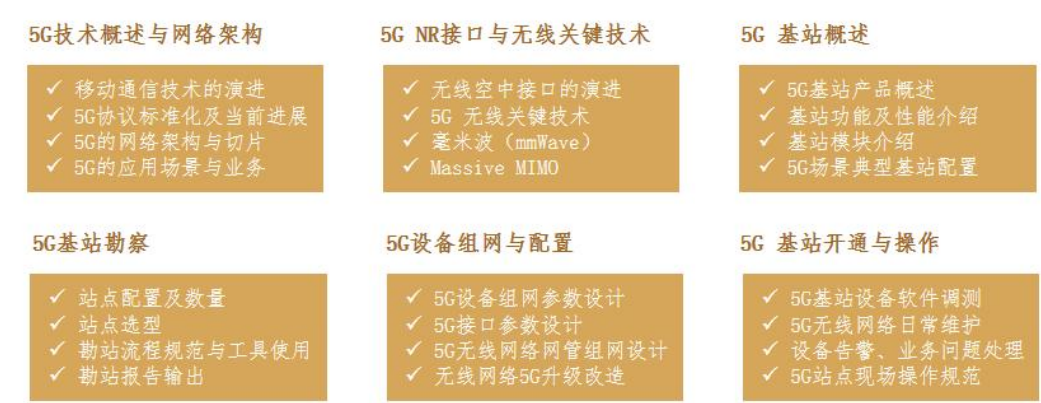 5G技术概述与网络架构
✓ 移动通信技术的演进
✓ 5G协议标准化及当前进展
✓ 5G的网络架构与切片
✓ 5G的应用场景与业务
5G NR接口与无线关键技术
✓ 无线空中接口的演进
✓ 5G 无线关键技术
✓ 毫米波（mmWave）
✓ Massive MIMO
5G 基站概述
✓ 5G基站产品概述
✓ 基站功能及性能介绍
✓ 基站模块介绍
✓ 5G场景典型基站配置
5G基站勘察
✓ 站点配置及数量
✓ 站点选型
✓ 勘站流程规范与工具使用
✓ 勘站报告输出
5G设备组网与配置
✓ 5G设备组网参数设计
✓ 5G接口参数设计
✓ 5G无线网络网管组网设计
✓ 无线网络5G升级改造
5G 基站开通与操作
✓ 5G基站设备软件调测
✓ 5G无线网络日常维护
✓ 设备告警、业务问题处理
✓ 5G站点现场操作规范